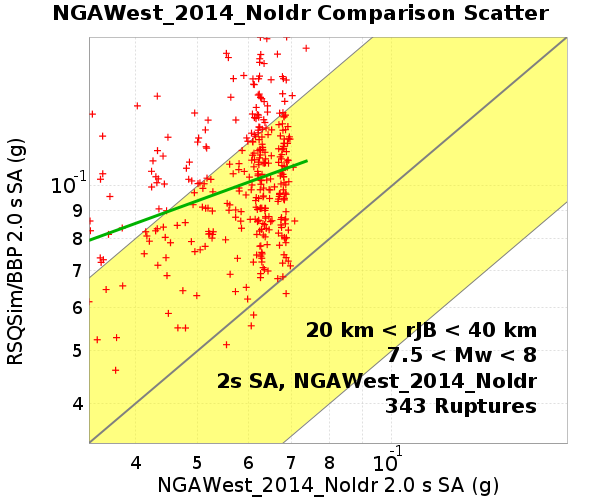 NGAWest_2014_NoIdr Comparison Scatter
RSQSim/BBP 2.0 s SA (g)
10-1
9
8
7
6
5
4
20 km < rJB < 40 km
7.5 < Mw < 8
2s SA, NGAWest_2014_NoIdr
343 Ruptures
4 5 6 7 8 10-1
NGAWest_2014_NoIdr 2.0 s SA (g)